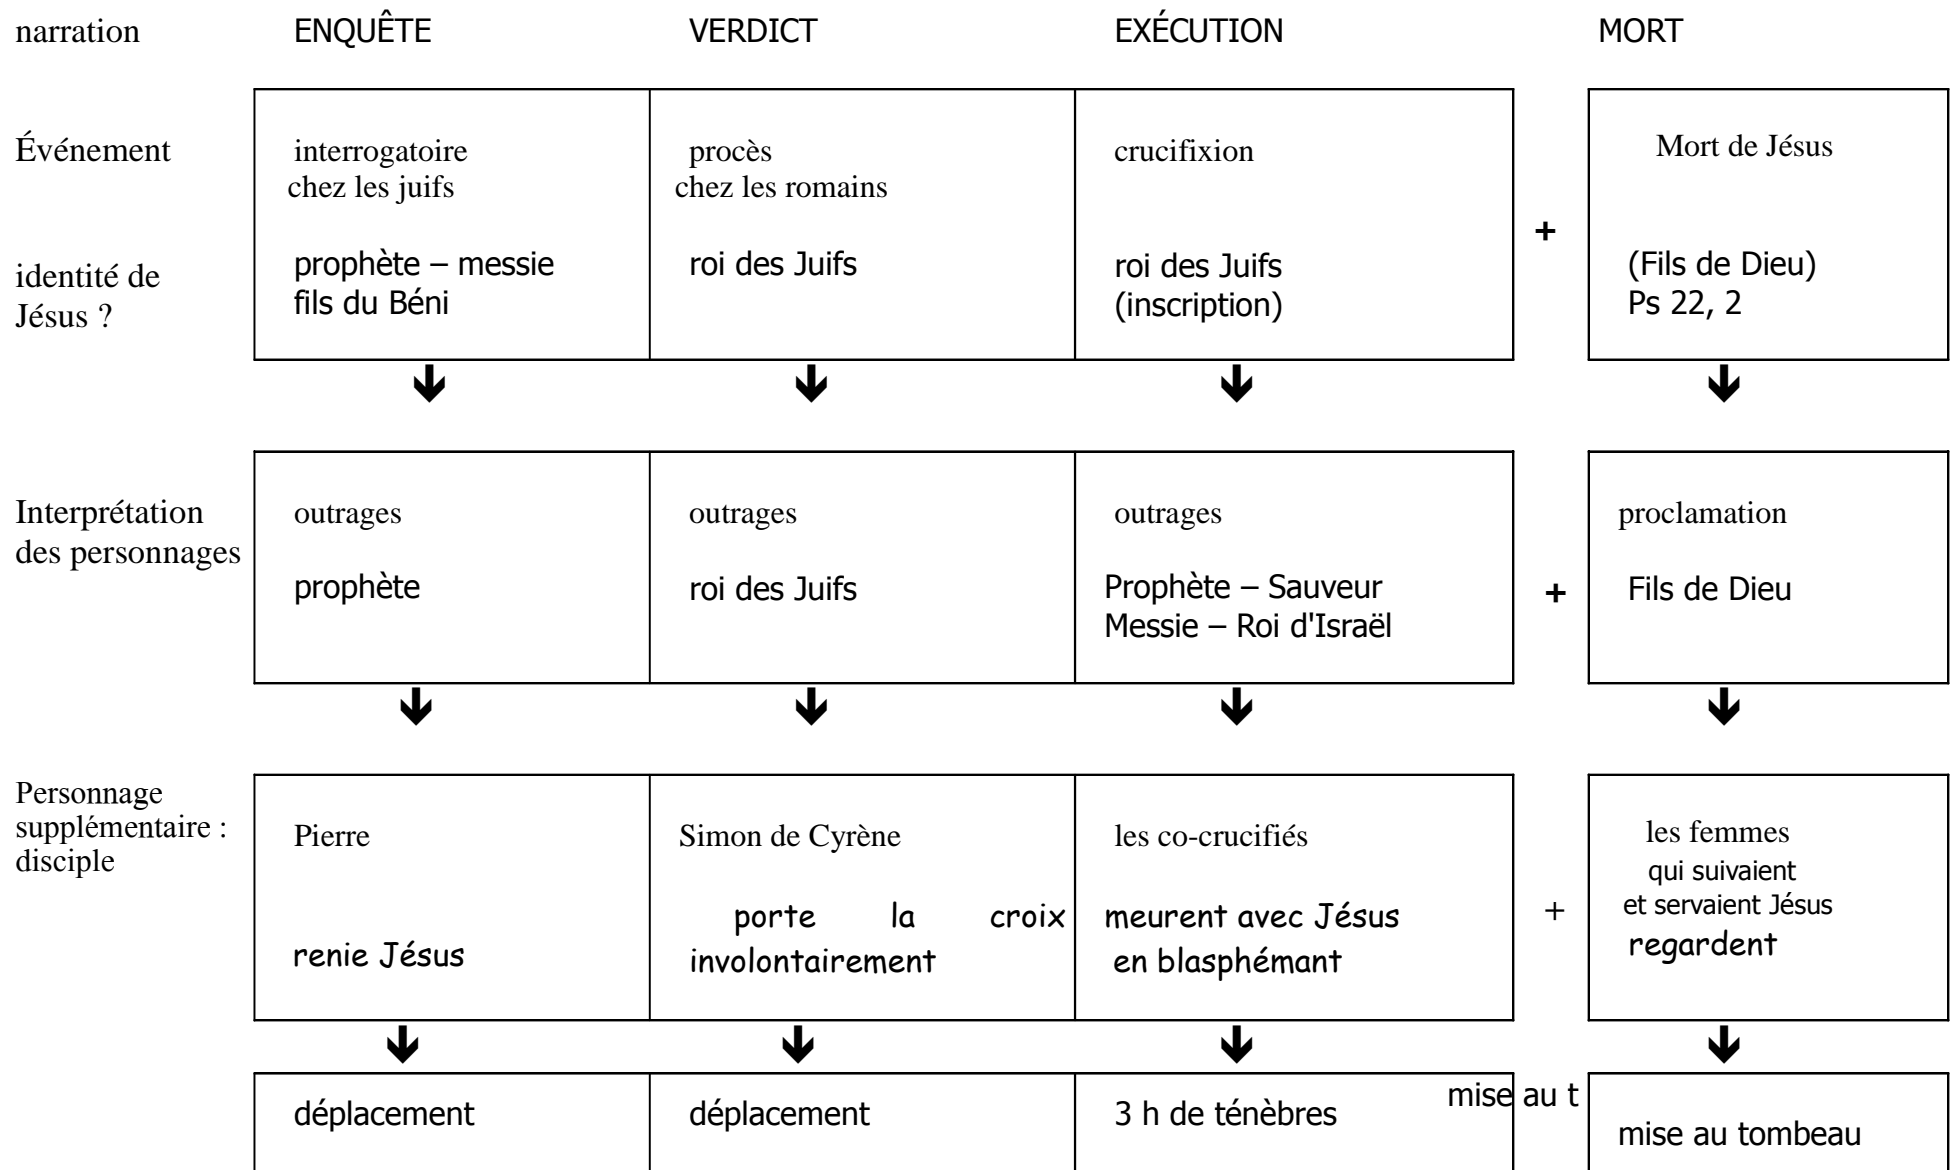 narration ENQUÊTE VERDICT EXÉCUTION MORT
Événement interrogatoire procès crucifixion Mort de Jésus
chez les juifs chez les romains
+
identité de prophète – messie roi des Juifs roi des Juifs (Fils de Dieu)
Jésus ? fils du Béni (inscription) Ps 22, 2
Interprétation outrages outrages outrages proclamation
des personnages
prophète roi des Juifs Prophète – Sauveur + Fils de Dieu
Messie – Roi d'Israël
Personnage
supplémentaire : Pierre Simon de Cyrène les co-crucifiés les femmes
disciple qui suivaient
porte la croix meurent avec Jésus + et servaient Jésus
renie Jésus involontairement en blasphémant regardent
déplacement déplacement 3 h de ténèbres mise au t
mise au tombeau